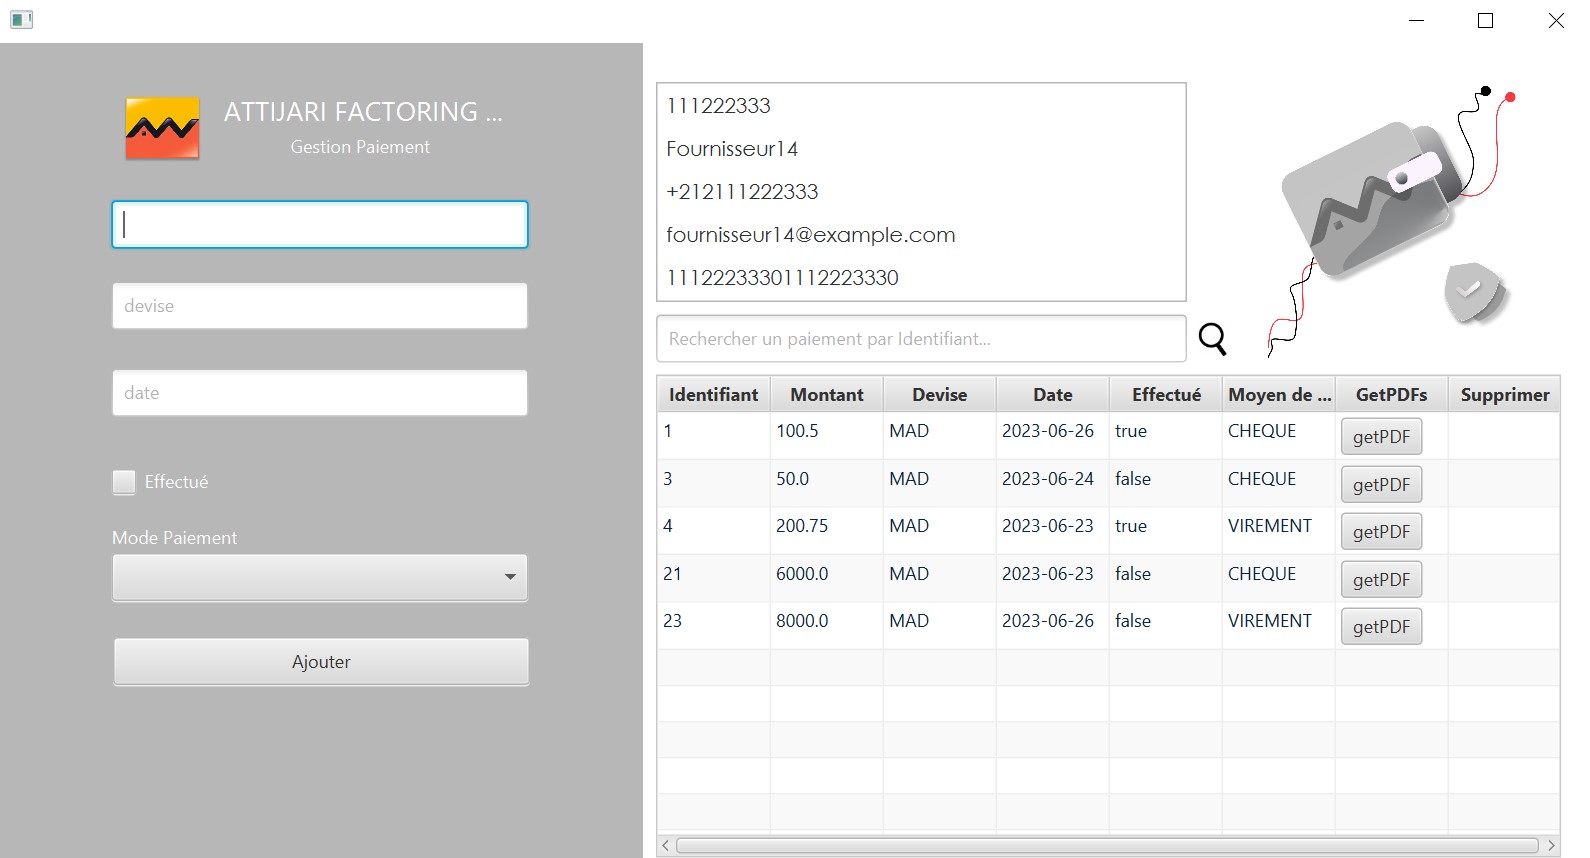 ATTIJARI FACTORING ...
Gestion Paiement
devise
date
Effectué
Mode Paiement
Ajouter
111222333
Fournisseur14
+212111222333
fournisseur14@example.com
11122233301112223330
Rechercher un paiement par Identifiant...
Identifiant Montant Devise Date Effectué Moyen de ... GetPDFs Supprimer
1 100.5 MAD 2023-06-26 true CHEQUE getPDF
3 50.0 MAD 2023-06-24 false CHEQUE getPDF
4 200.75 MAD 2023-06-23 true VIREMENT getPDF
21 6000.0 MAD 2023-06-23 false CHEQUE getPDF
23 8000.0 MAD 2023-06-26 false VIREMENT getPDF